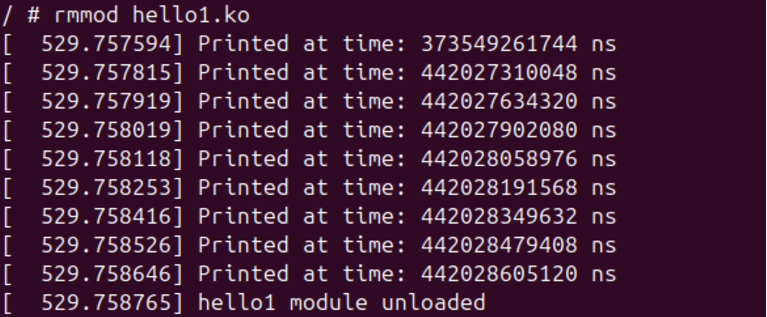 / # rmmod hello1.ko
[  529.757594] Printed at time: 373549261744 ns
[  529.757815] Printed at time: 442027310048 ns
[  529.757919] Printed at time: 442027634320 ns
[  529.758019] Printed at time: 442027902080 ns
[  529.758118] Printed at time: 442028058976 ns
[  529.758253] Printed at time: 442028191568 ns
[  529.758416] Printed at time: 442028349632 ns
[  529.758526] Printed at time: 442028479408 ns
[  529.758646] Printed at time: 442028605120 ns
[  529.758765] hello1 module unloaded